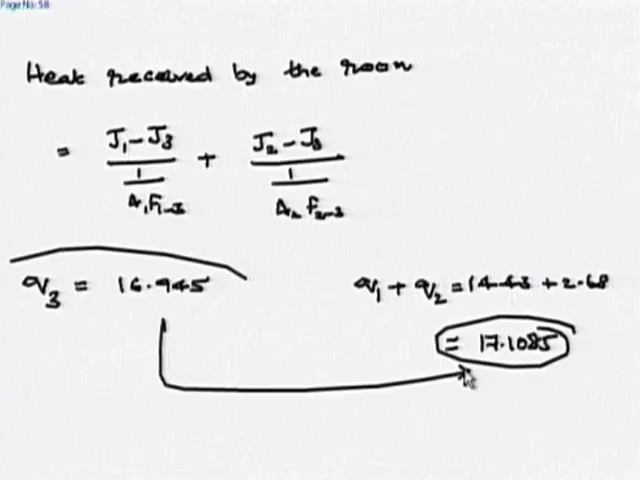 Page No: 58
Heat received by the room
= J₁ - J₃ / (1 / A₁F₁₋₃) + J₂ - J₃ / (1 / A₂F₂₋₃)
q₃ = 16.945 q₁ + q₂ = 14.43 + 2.68
= 17.1085